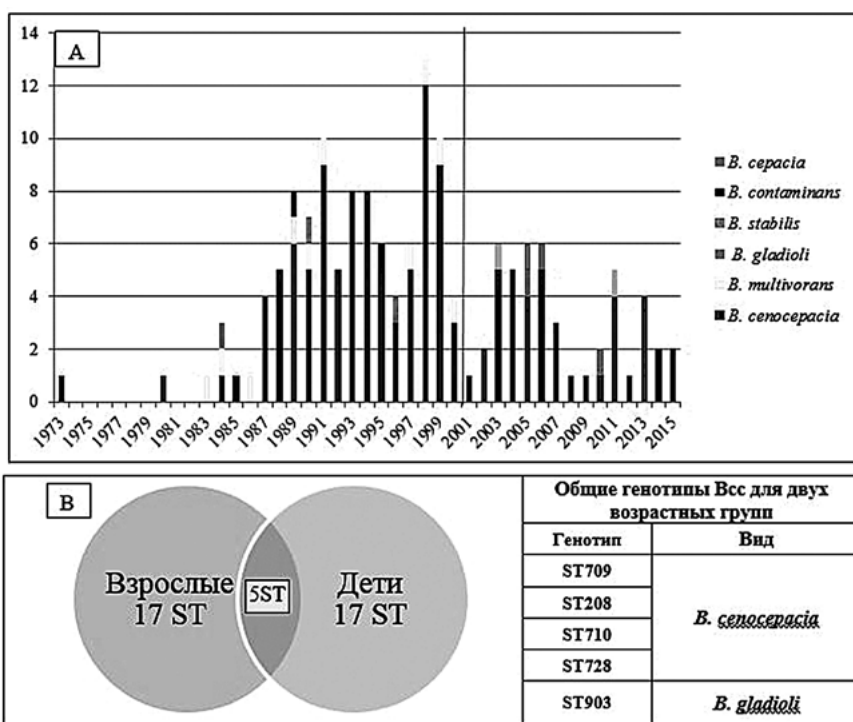 A
14
12
10
8
6
4
2
0
1973
1975
1977
1979
1981
1983
1985
1987
1989
1991
1993
1995
1997
1999
2001
2003
2005
2007
2009
2011
2013
2015
B. cepacia
B. contaminans
B. stabilis
B. gladioli
B. multivorans
B. cenocepacia
B
Взрослые
17 ST
5ST
Дети
17 ST
Общие генотипы Bcc для двух
возрастных групп
Генотип Вид
ST709
ST208
ST710
ST728
B. cenocepacia
ST903 B. gladioli